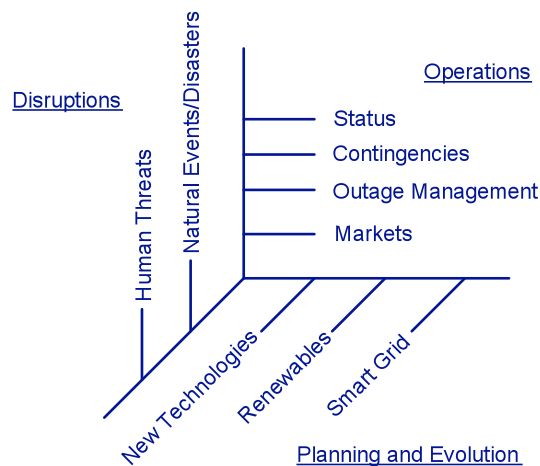 Operations
Disruptions
Status
Contingencies
Outage Management
Markets
Human Threats
Natural Events/Disasters
New Technologies
Renewables
Smart Grid
Planning and Evolution